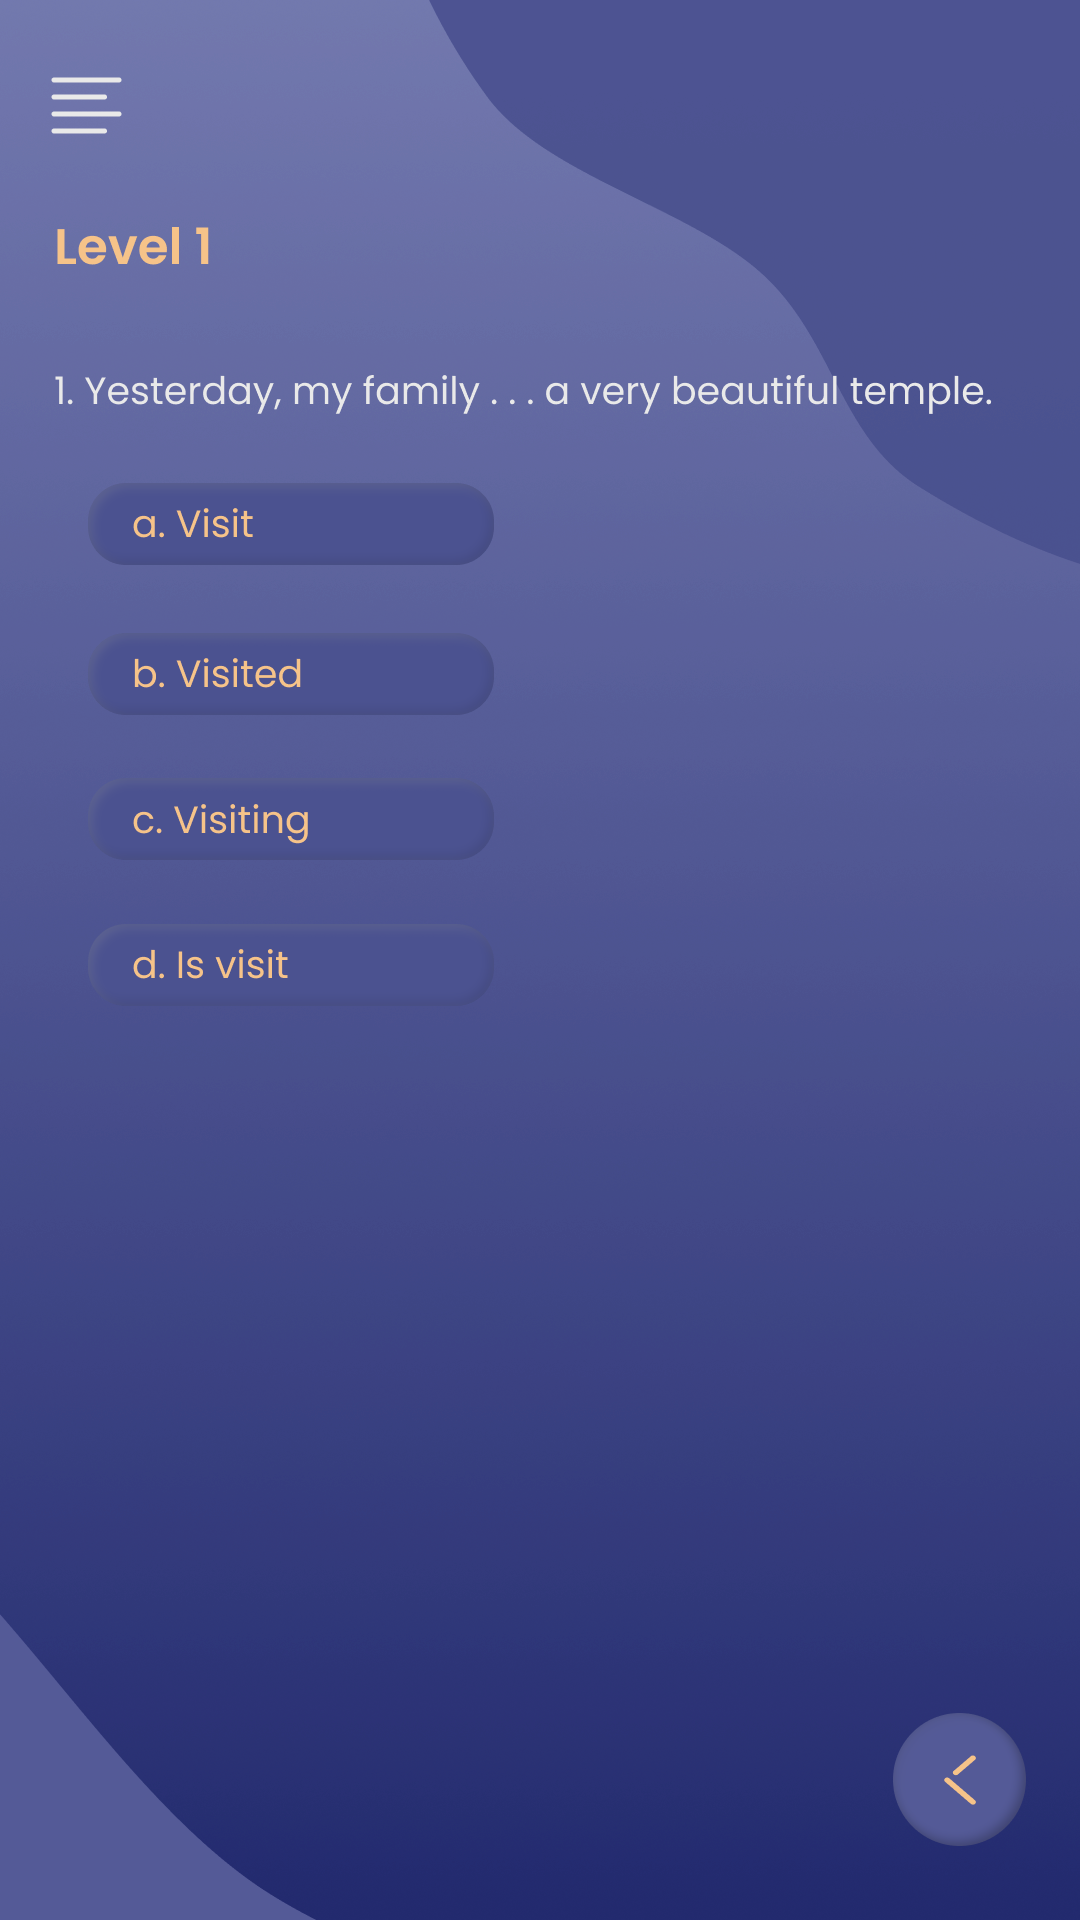 Level 1
1. Yesterday, my family . . . a very beautiful temple.
a. Visit
b. Visited
c. Visiting
d. Is visit